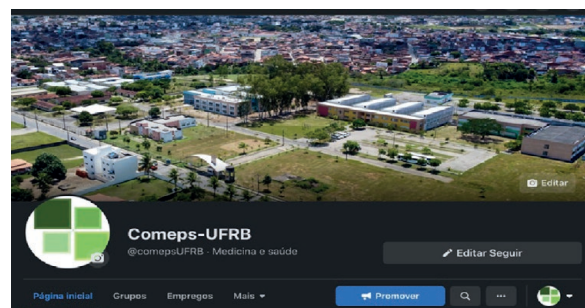 Editar
Comeps-UFRB
@comepsUFRB · Medicina e saúde
Editar Seguir
Página inicial Grupos Empregos Mais Promover